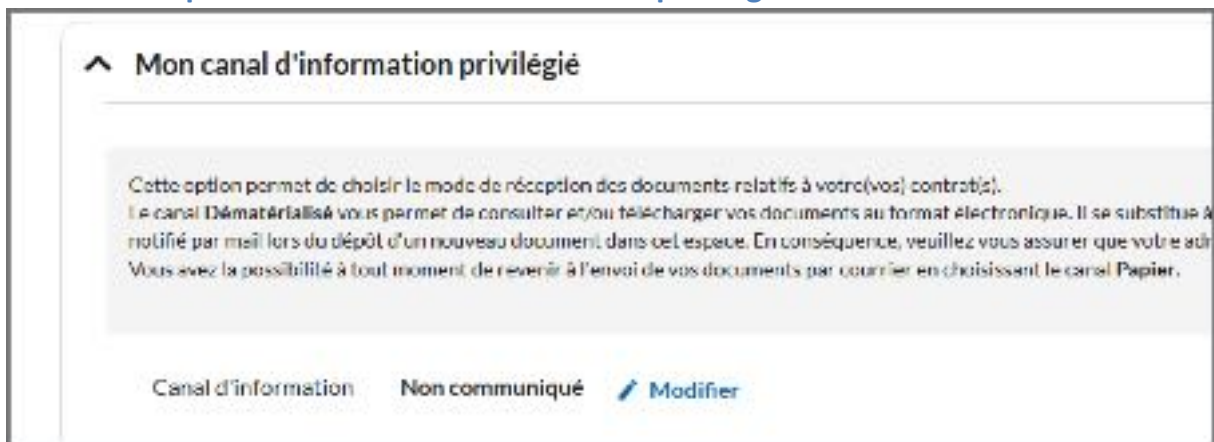 Mon canal d'information privilégié
Cette option permet de choisir le mode de réception des documents relatifs à votre(vos) contrat(s).
Le canal Dématérialisé vous permet de consulter et/ou télécharger vos documents au format électronique. Il se substitue à
notifié par mail lors du dépôt d'un nouveau document dans cet espace. En conséquence, veuillez vous assurer que votre adr
Vous avez la possibilité à tout moment de revenir à l'envoi de vos documents par courrier en choisissant le canal Papier.
Canal d'information Non communiqué Modifier